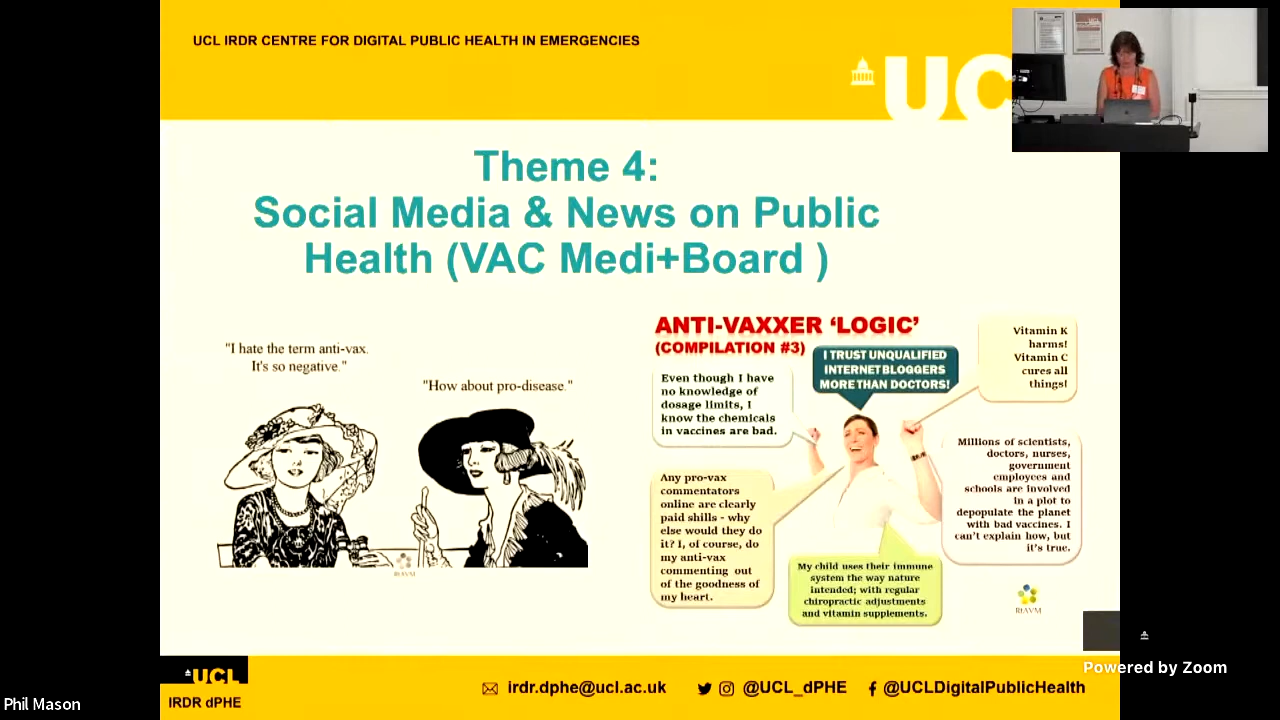 UCL IRDR CENTRE FOR DIGITAL PUBLIC HEALTH IN EMERGENCIES
UC
Theme 4:
Social Media & News on Public
Health (VAC Medi+Board )
"I hate the term anti-vax.
It's so negative."
"How about pro-disease."
RtAVM
ANTI-VAXXER ‘LOGIC’
(COMPILATION #3)
I TRUST UNQUALIFIED
INTERNET BLOGGERS
MORE THAN DOCTORS!
Vitamin K
harms!
Vitamin C
cures all
things!
Even though I have
no knowledge of
dosage limits, I
know the chemicals
in vaccines are bad.
Millions of scientists,
doctors, nurses,
government
employees and
schools are involved
in a plot to
depopulate the planet
with bad vaccines. I
can't explain how, but
it's true.
Any pro-vax
commentators
online are clearly
paid shills - why
else would they do
it? I, of course, do
my anti-vax
commenting out
of the goodness of
my heart.
My child uses their immune
system the way nature
intended; with regular
chiropractic adjustments
and vitamin supplements.
RtAVM
UCL
IRDR dPHE
irdr.dphe@ucl.ac.uk
@UCL_dPHE
@UCLDigitalPublicHealth
Powered by Zoom
Phil Mason